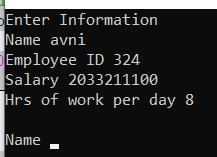 Enter Information
Name avni
Employee ID 324
Salary 2033211100
Hrs of work per day 8
Name